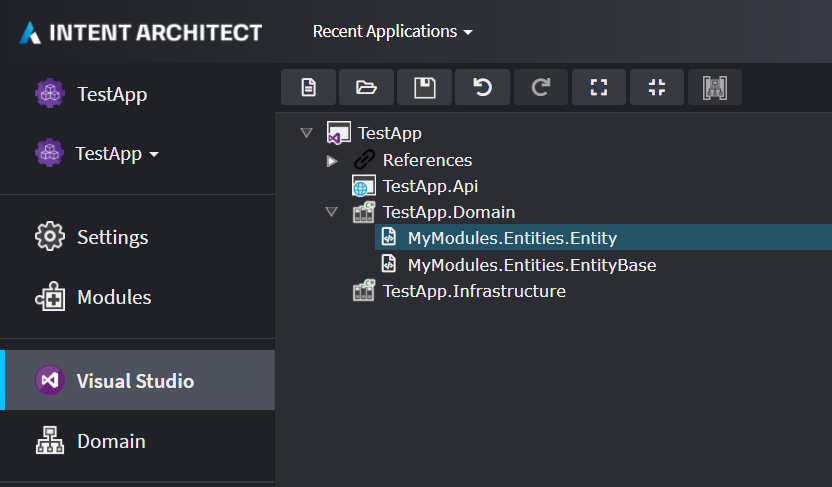 INTENT ARCHITECT
Recent Applications
TestApp
TestApp
Settings
Modules
Visual Studio
Domain
TestApp
References
TestApp.Api
TestApp.Domain
MyModules.Entities.Entity
MyModules.Entities.EntityBase
TestApp.Infrastructure